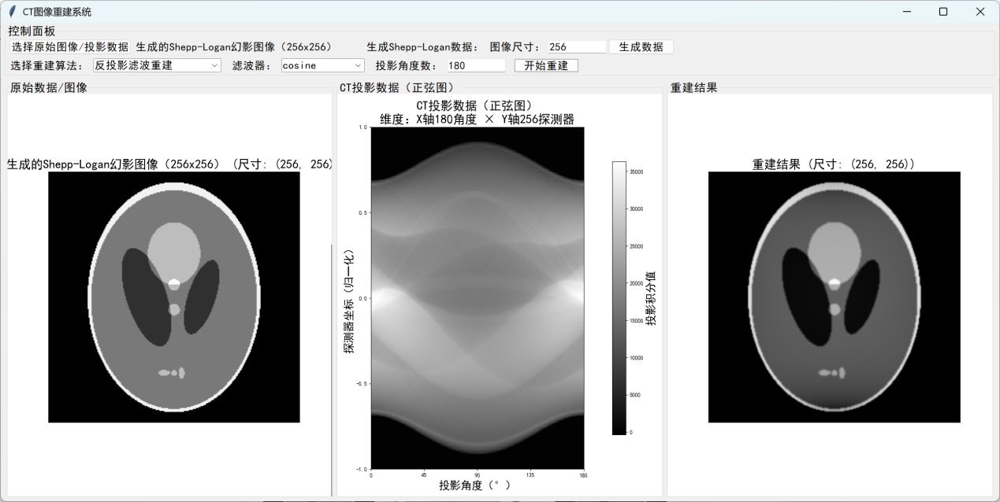 CT图像重建系统
控制面板
选择原始图像/投影数据 生成的Shepp-Logan幻影图像（256x256） 生成Shepp-Logan数据： 图像尺寸： 256 生成数据
选择重建算法： 反投影滤波重建 滤波器： cosine 投影角度数： 180 开始重建
原始数据/图像
生成的Shepp-Logan幻影图像（256x256） (尺寸: (256, 256)
CT投影数据（正弦图）
CT投影数据（正弦图）
维度：X轴180角度 × Y轴256探测器
探测器坐标（归一化）
1.0
0.5
0.0
-0.5
-1.0
0 45 90 135 180
投影角度（°）
35000
30000
25000
20000
15000
10000
5000
0
投影积分值
重建结果
重建结果 (尺寸: (256, 256))